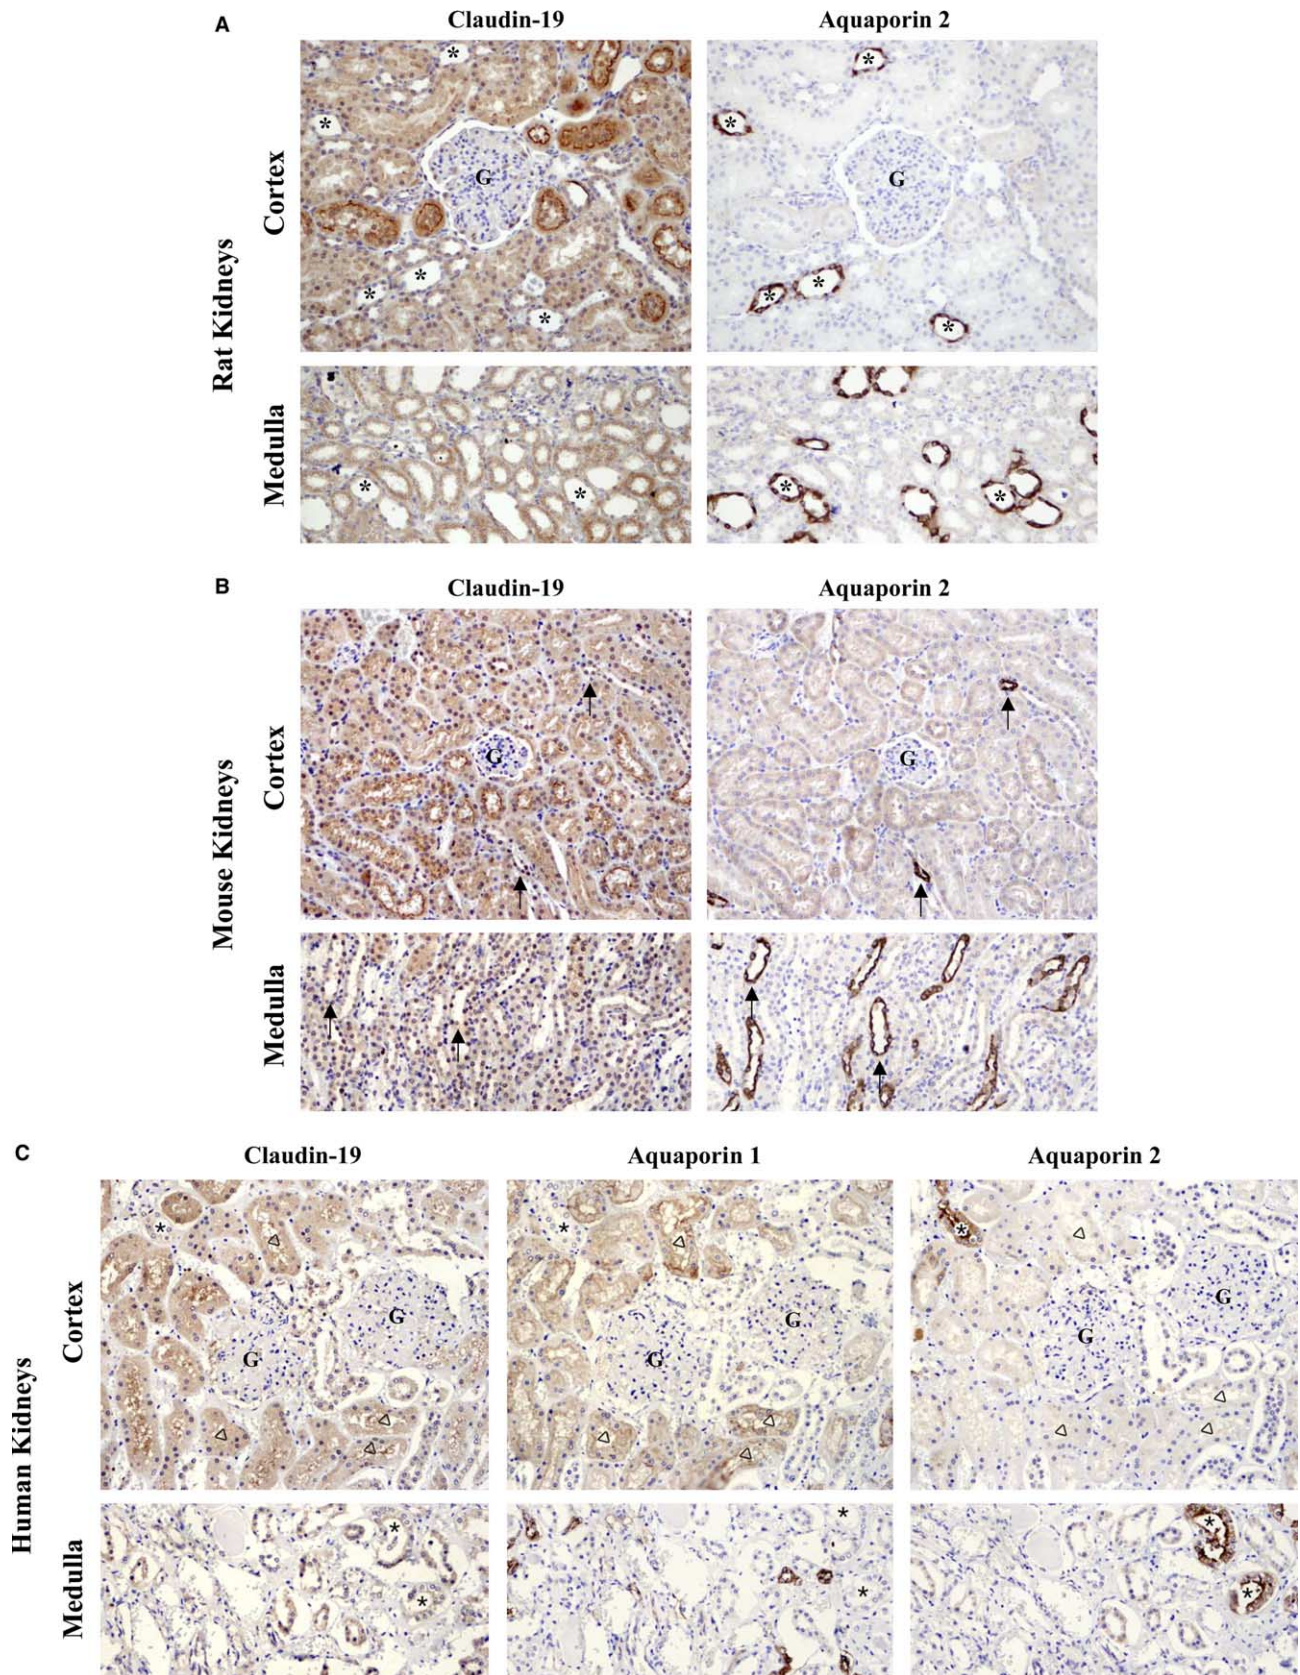 A
Claudin-19 Aquaporin 2
Rat Kidneys
Cortex
* * G * * *
* * G * * *
Medulla
* *
* *
B
Claudin-19 Aquaporin 2
Mouse Kidneys
Cortex
G
G
Medulla
C
Claudin-19 Aquaporin 1 Aquaporin 2
Human Kidneys
Cortex
* G G
* G G
* G G
Medulla
* *
* *
* *